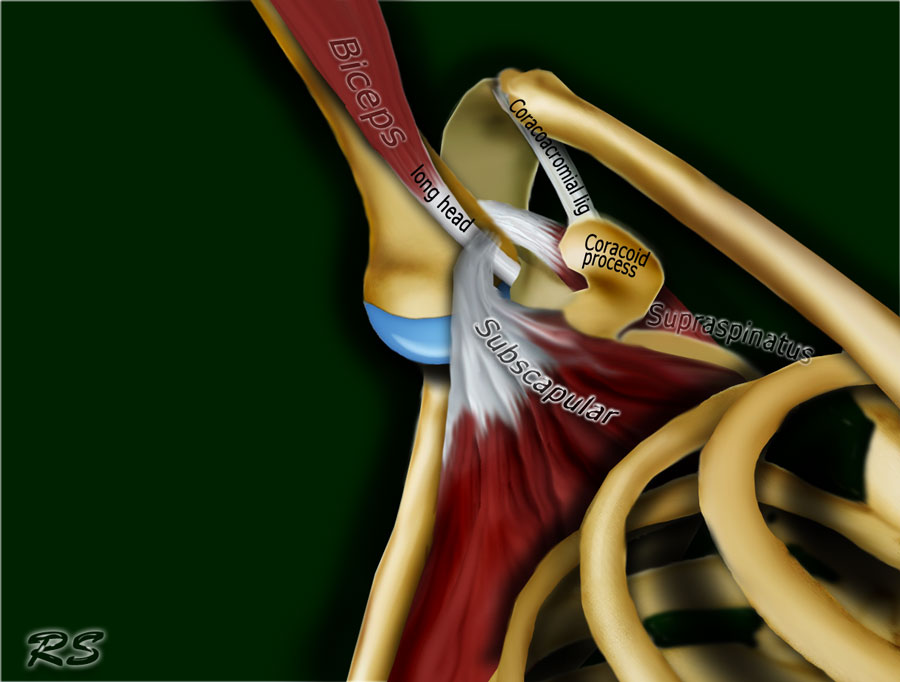 Biceps
long head
Coracoacromial lig
Coracoid
process
Supraspinatus
Subscapular
RS